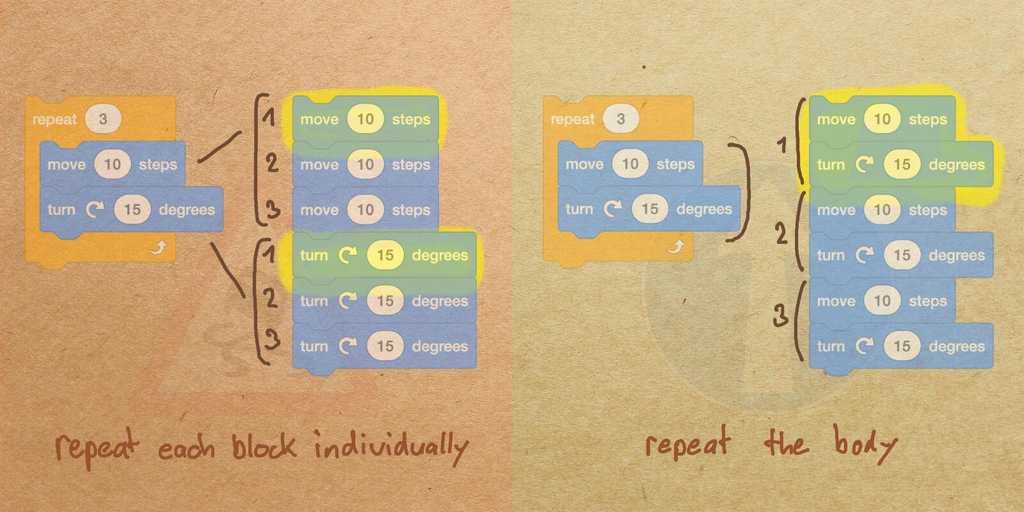 repeat 3
move 10 steps
turn 15 degrees
1 move 10 steps
2 move 10 steps
3 move 10 steps
1 turn 15 degrees
2 turn 15 degrees
3 turn 15 degrees
repeat each block individually
repeat 3
move 10 steps
turn 15 degrees
1
move 10 steps
turn 15 degrees
2
move 10 steps
turn 15 degrees
3
move 10 steps
turn 15 degrees
repeat the body